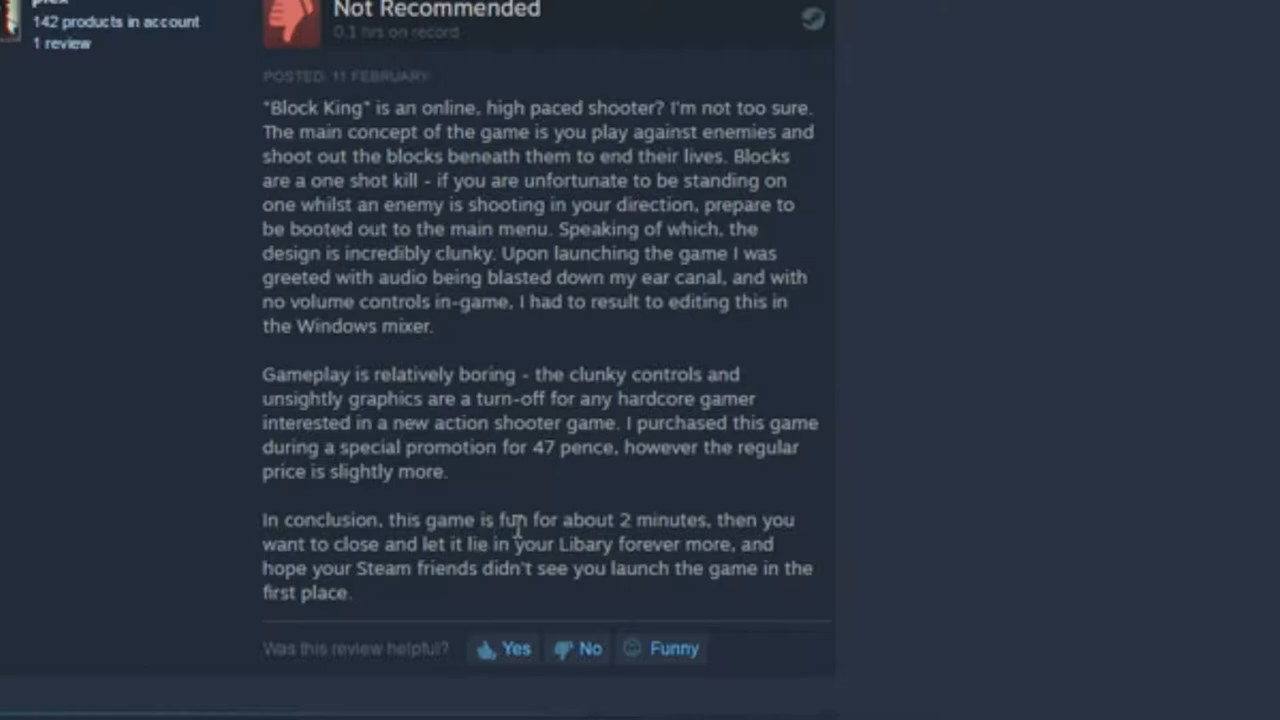 Not Recommended
142 products in account
0.1 hrs on record
1 review
POSTED: 11 FEBRUARY
"Block King" is an online, high paced shooter? I'm not too sure.
The main concept of the game is you play against enemies and
shoot out the blocks beneath them to end their lives. Blocks
are a one shot kill - if you are unfortunate to be standing on
one whilst an enemy is shooting in your direction, prepare to
be booted out to the main menu. Speaking of which, the
design is incredibly clunky. Upon launching the game I was
greeted with audio being blasted down my ear canal, and with
no volume controls in-game, I had to result to editing this in
the Windows mixer.
Gameplay is relatively boring - the clunky controls and
unsightly graphics are a turn-off for any hardcore gamer
interested in a new action shooter game. I purchased this game
during a special promotion for 47 pence, however the regular
price is slightly more.
In conclusion, this game is fun for about 2 minutes, then you
want to close and let it lie in your Libary forever more, and
hope your Steam friends didn't see you launch the game in the
first place.
Was this review helpful? Yes No Funny